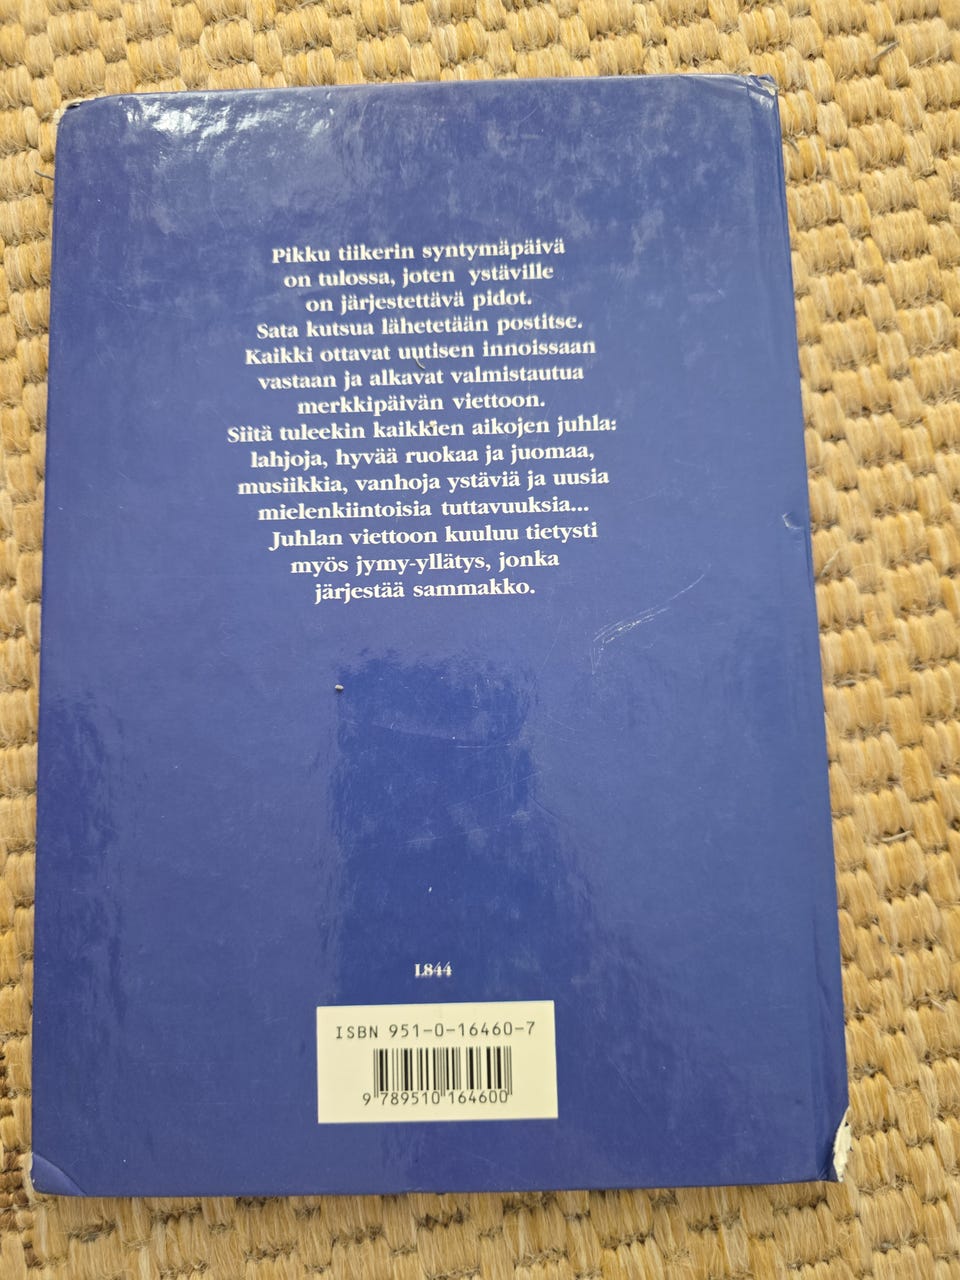 Pikku tiikerin syntymäpäivä
on tulossa, joten ystäville
on järjestettävä pidot.
Sata kutsua lähetetään postitse.
Kaikki ottavat uutisen innoissaan
vastaan ja alkavat valmistautua
merkkipäivän viettoon.
Siitä tuleekin kaikkien aikojen juhla:
lahjoja, hyvää ruokaa ja juomaa,
musiikkia, vanhoja ystäviä ja uusia
mielenkiintoisia tuttavuuksia...
Juhlan viettoon kuuluu tietysti
myös jymy-yllätys, jonka
järjestää sammakko.
L844
ISBN 951-0-16460-7
9 789510 164600